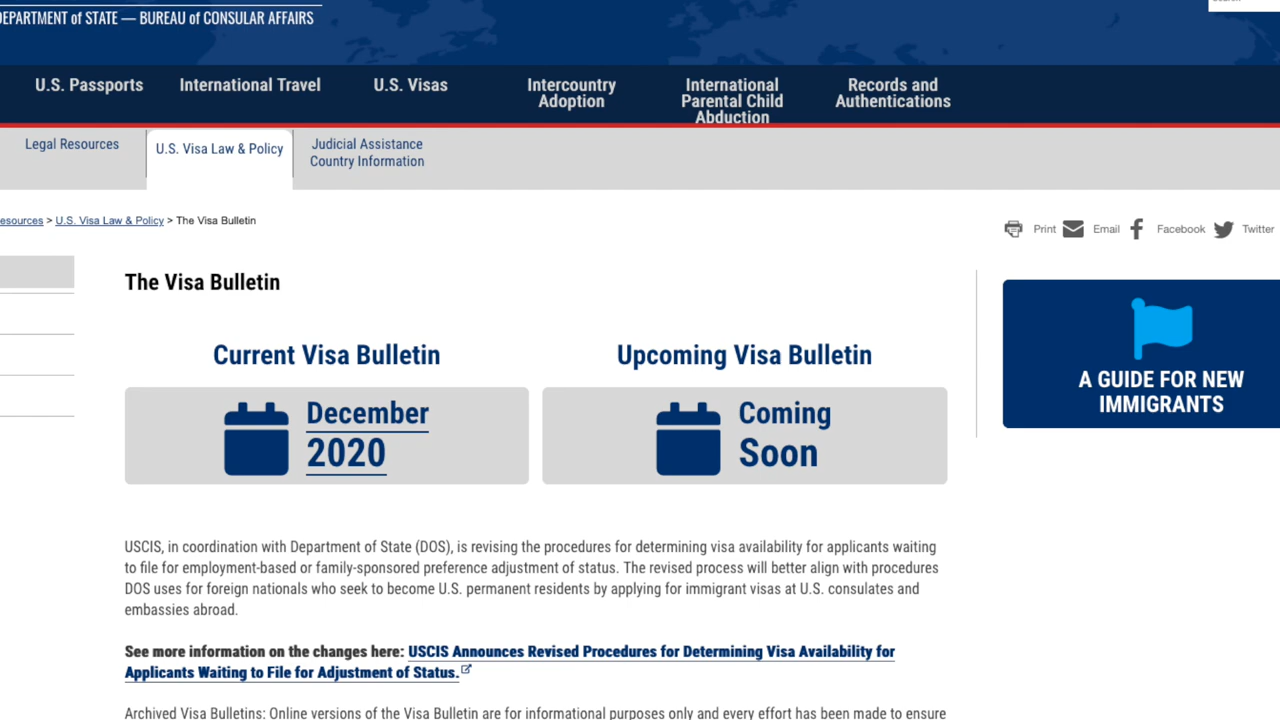 DEPARTMENT of STATE — BUREAU of CONSULAR AFFAIRS
U.S. Passports
International Travel
U.S. Visas
Intercountry
Adoption
International
Parental Child
Abduction
Records and
Authentications
Legal Resources
U.S. Visa Law & Policy
Judicial Assistance
Country Information
esources > U.S. Visa Law & Policy > The Visa Bulletin
Print
Email
Facebook
Twitter
The Visa Bulletin
Current Visa Bulletin
December
2020
Upcoming Visa Bulletin
Coming
Soon
A GUIDE FOR NEW
IMMIGRANTS
USCIS, in coordination with Department of State (DOS), is revising the procedures for determining visa availability for applicants waiting
to file for employment-based or family-sponsored preference adjustment of status. The revised process will better align with procedures
DOS uses for foreign nationals who seek to become U.S. permanent residents by applying for immigrant visas at U.S. consulates and
embassies abroad.
See more information on the changes here: USCIS Announces Revised Procedures for Determining Visa Availability for
Applicants Waiting to File for Adjustment of Status.
Archived Visa Bulletins: Online versions of the Visa Bulletin are for informational purposes only and every effort has been made to ensure